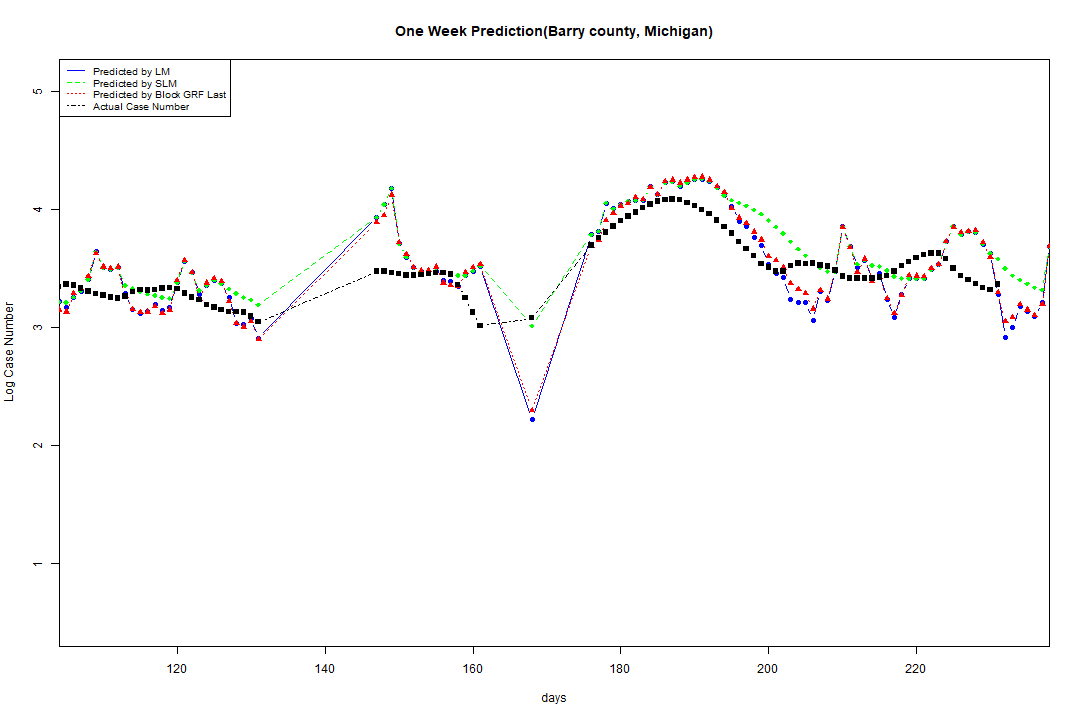 One Week Prediction(Barry county, Michigan)
Predicted by LM
Predicted by SLM
Predicted by Block GRF Last
Actual Case Number
5
4
3
2
1
Log Case Number
120 140 160 180 200 220
days